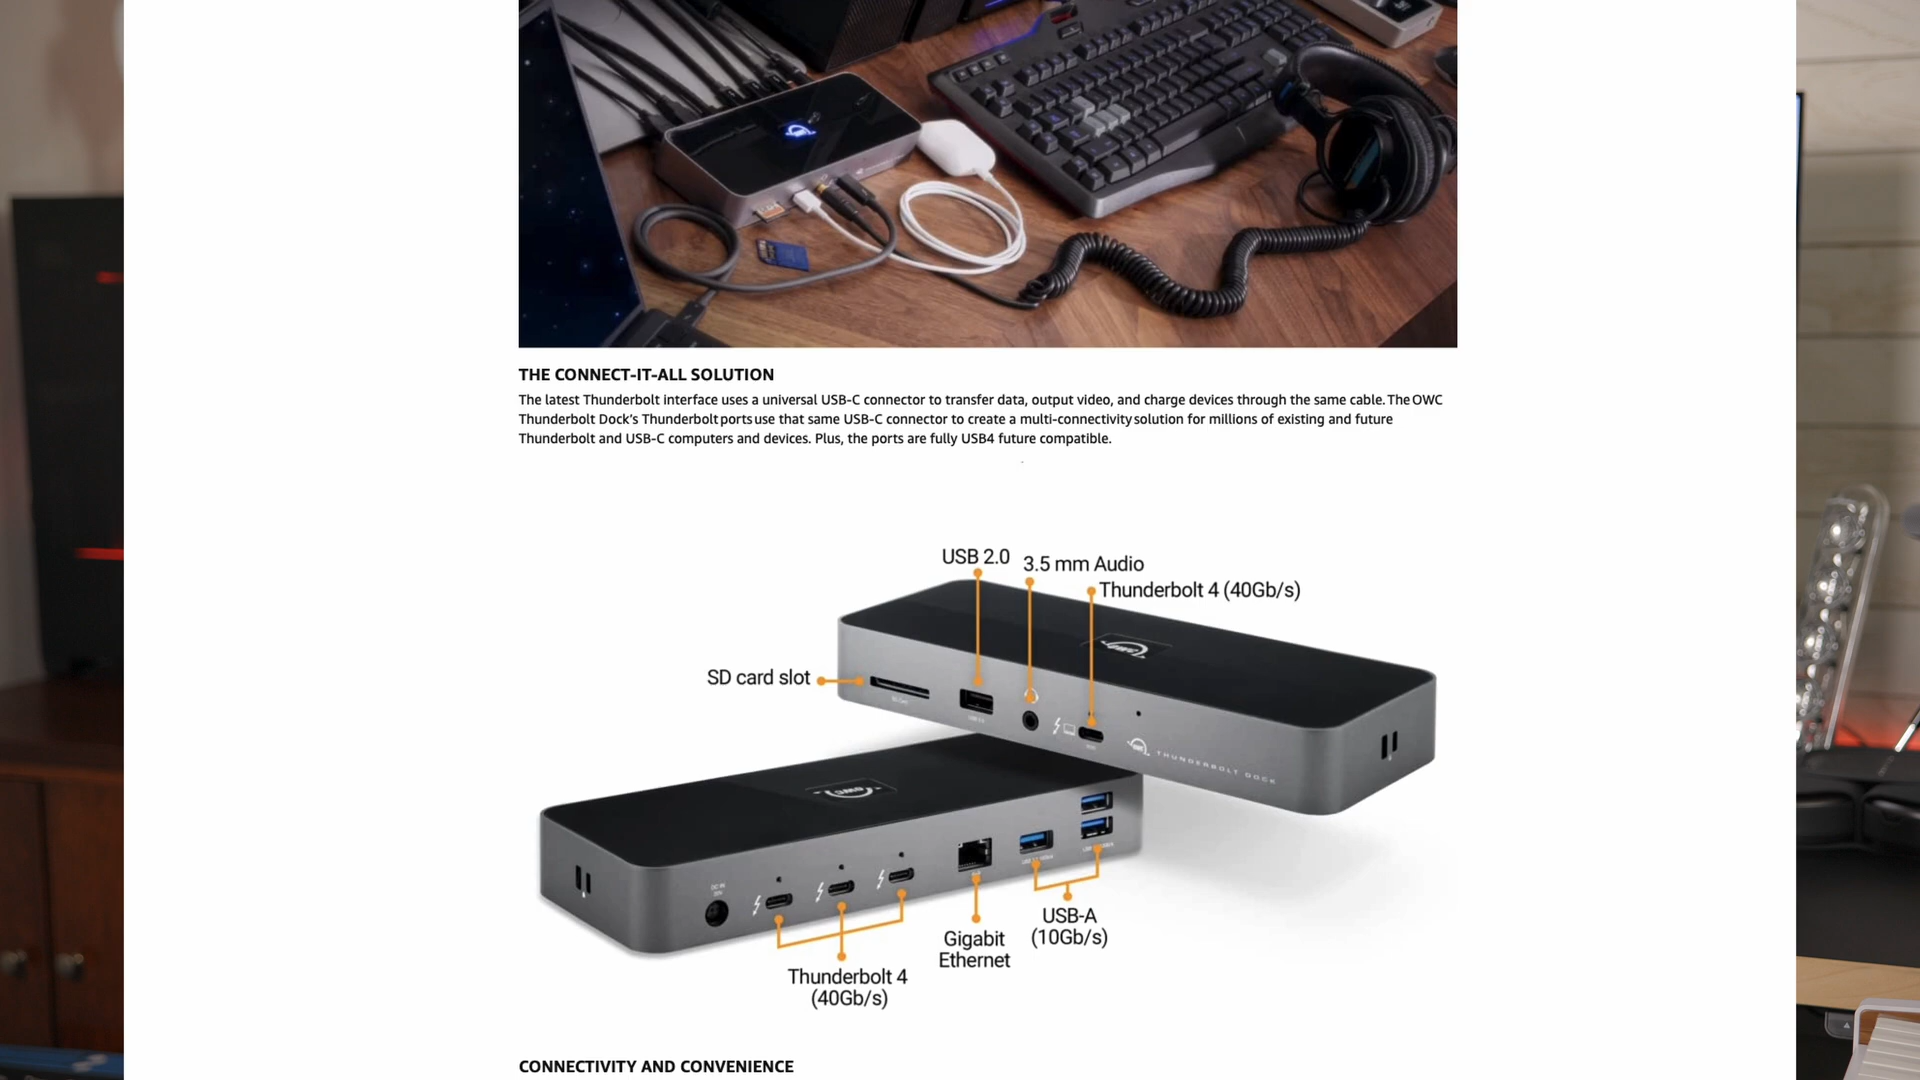 THE CONNECT-IT-ALL SOLUTION
The latest Thunderbolt interface uses a universal USB-C connector to transfer data, output video, and charge devices through the same cable. The OWC
Thunderbolt Dock's Thunderbolt ports use that same USB-C connector to create a multi-connectivity solution for millions of existing and future
Thunderbolt and USB-C computers and devices. Plus, the ports are fully USB4 future compatible.
USB 2.0
3.5 mm Audio
Thunderbolt 4 (40Gb/s)
SD card slot
OWC
THUNDERBOLT DOCK
OWC
DC IN
Gigabit
Ethernet
USB-A
(10Gb/s)
Thunderbolt 4
(40Gb/s)
CONNECTIVITY AND CONVENIENCE